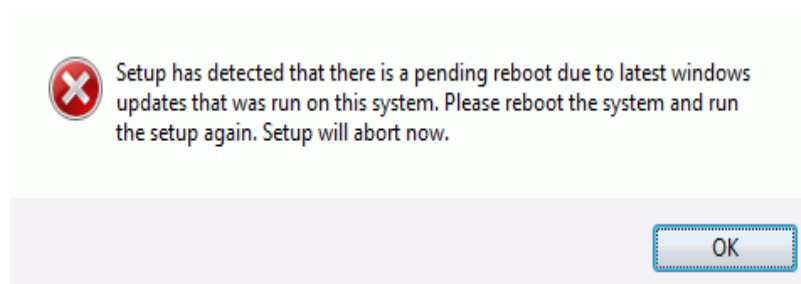 Setup has detected that there is a pending reboot due to latest windows
updates that was run on this system. Please reboot the system and run
the setup again. Setup will abort now.
OK